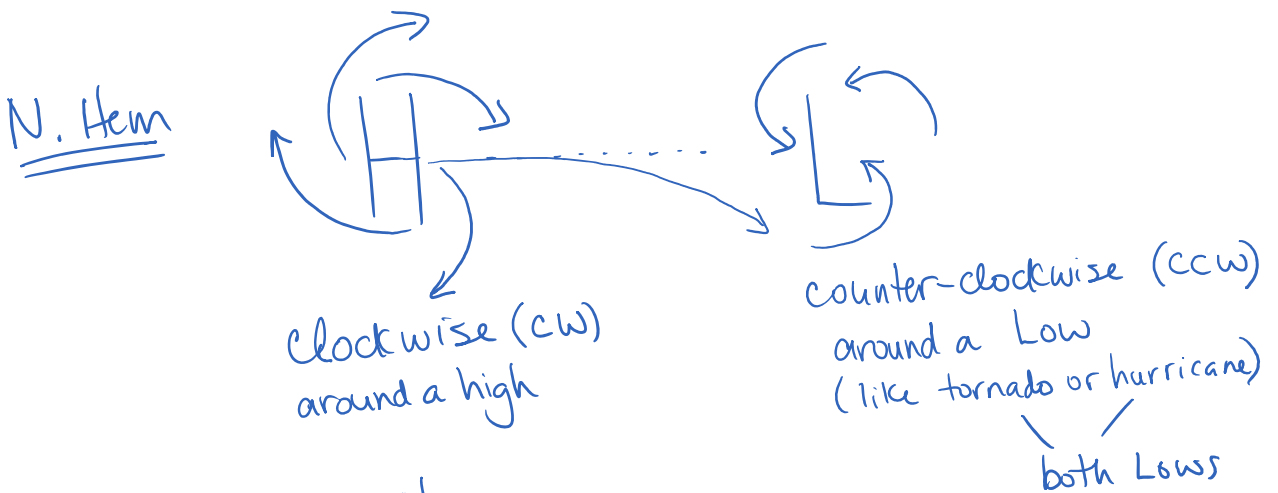 N. Hem
H
L
clockwise (cw)
around a high
counter-clockwise (ccw)
around a Low
(like tornado or hurricane)
both Lows